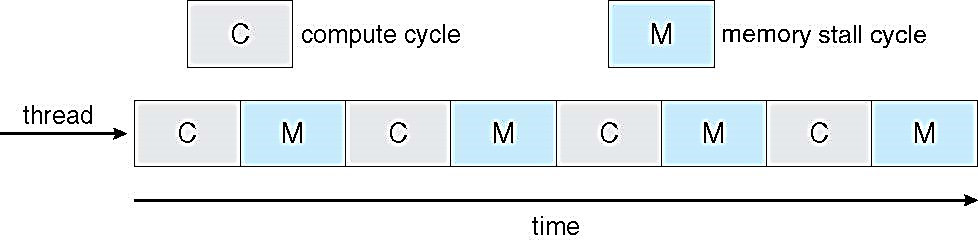 C compute cycle M memory stall cycle
thread
C M C M C M C M
time